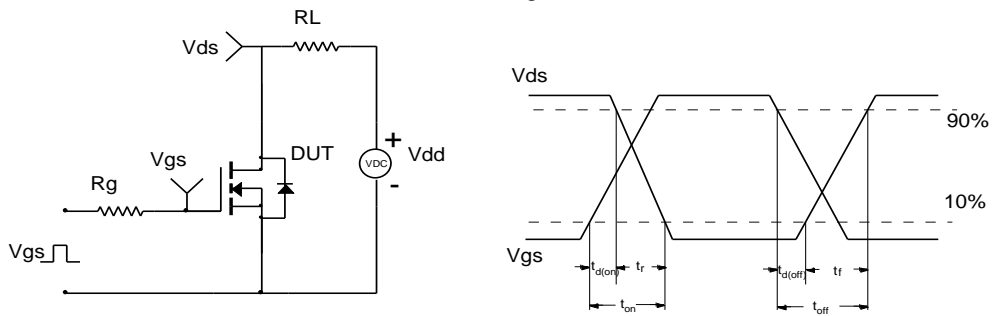 RL
Vds
Vgs
DUT
Rg
VDC
+
-
Vdd
Vgs
Vds
90%
10%
Vgs
td(on)
tr
ton
td(off)
tf
toff